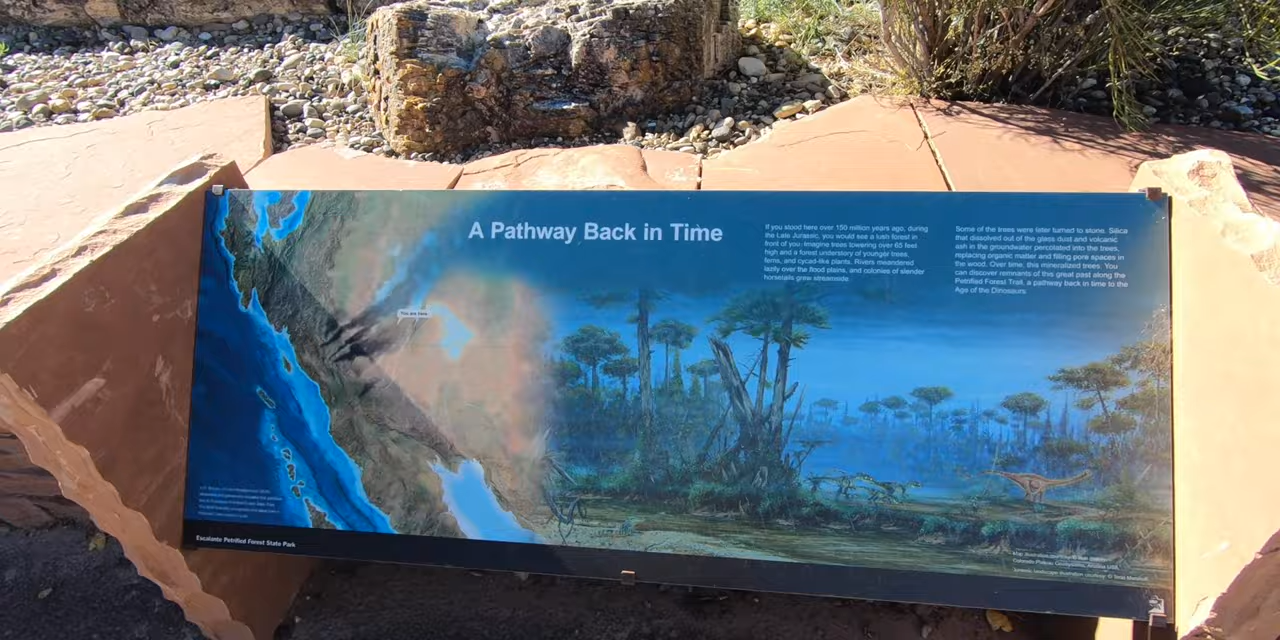 A Pathway Back in Time
If you stood here over 150 million years ago, during
the Late Jurassic, you would see a lush forest in
front of you. Imagine trees towering over 65 feet
high and a forest understory of younger trees,
ferns, and cycad-like plants. Rivers meandered
lazily over the flood plains, and colonies of slender
horsetails grew streamside.
Some of the trees were later turned to stone. Silica
that dissolved out of the glass dust and volcanic
ash in the groundwater percolated into the trees,
replacing organic matter and filling pore spaces in
the wood. Over time, this mineralized trees. You
can discover remnants of this great past along the
Petrified Forest Trail, a pathway back in time to the
Age of the Dinosaurs.
You are here
Escalante Petrified Forest State Park
Colorado Plateau Geosystems, Arizona USA